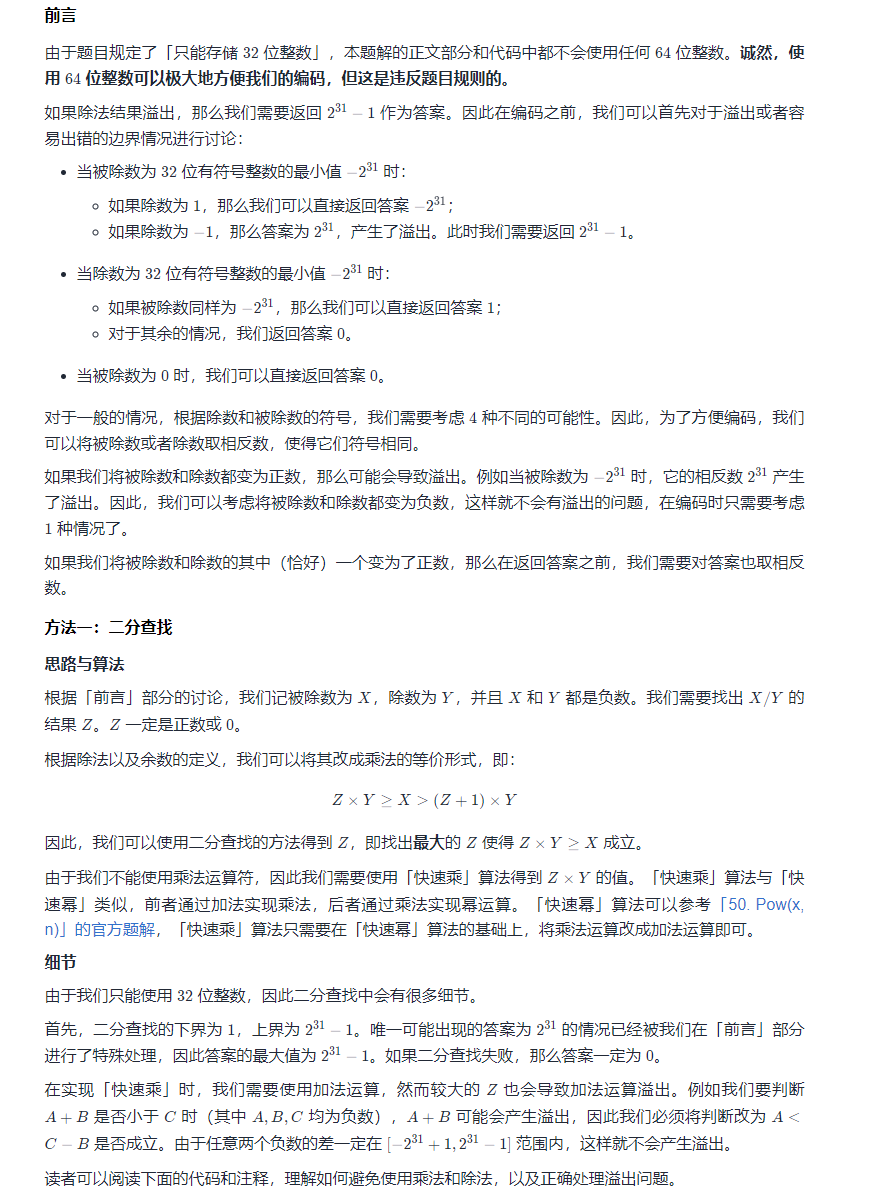 前言
由于题目规定了「只能存储 32 位整数」，本题解的正文部分和代码中都不会使用任何 64 位整数。诚然，使
用 64 位整数可以极大地方便我们的编码，但这是违反题目规则的。
如果除法结果溢出，那么我们需要返回 2³¹ − 1 作为答案。因此在编码之前，我们可以首先对于溢出或者容
易出错的边界情况进行讨论：
• 当被除数为 32 位有符号整数的最小值 −2³¹ 时：
◦ 如果除数为 1，那么我们可以直接返回答案 −2³¹；
◦ 如果除数为 −1，那么答案为 2³¹，产生了溢出。此时我们需要返回 2³¹ − 1。
• 当除数为 32 位有符号整数的最小值 −2³¹ 时：
◦ 如果被除数同样为 −2³¹，那么我们可以直接返回答案 1；
◦ 对于其余的情况，我们返回答案 0。
• 当被除数为 0 时，我们可以直接返回答案 0。
对于一般的情况，根据除数和被除数的符号，我们需要考虑 4 种不同的可能性。因此，为了方便编码，我们
可以将被除数或者除数取相反数，使得它们符号相同。
如果我们将被除数和除数都变为正数，那么可能会导致溢出。例如当被除数为 −2³¹ 时，它的相反数 2³¹ 产生
了溢出。因此，我们可以考虑将被除数和除数都变为负数，这样就不会有溢出的问题，在编码时只需要考虑
1 种情况了。
如果我们将被除数和除数的其中（恰好）一个变为了正数，那么在返回答案之前，我们需要对答案也取相反
数。
方法一：二分查找
思路与算法
根据「前言」部分的讨论，我们记被除数为 X，除数为 Y，并且 X 和 Y 都是负数。我们需要找出 X/Y 的
结果 Z。Z 一定是正数或 0。
根据除法以及余数的定义，我们可以将其改成乘法的等价形式，即：
Z × Y ≥ X > (Z + 1) × Y
因此，我们可以使用二分查找的方法得到 Z，即找出最大的 Z 使得 Z × Y ≥ X 成立。
由于我们不能使用乘法运算符，因此我们需要使用「快速乘」算法得到 Z × Y 的值。「快速乘」算法与「快
速幂」类似，前者通过加法实现乘法，后者通过乘法实现幂运算。「快速幂」算法可以参考「50. Pow(x,
n)」的官方题解，「快速乘」算法只需要在「快速幂」算法的基础上，将乘法运算改成加法运算即可。
细节
由于我们只能使用 32 位整数，因此二分查找中会有很多细节。
首先，二分查找的下界为 1，上界为 2³¹ − 1。唯一可能出现的答案为 2³¹ 的情况已经被我们在「前言」部分
进行了特殊处理，因此答案的最大值为 2³¹ − 1。如果二分查找失败，那么答案一定为 0。
在实现「快速乘」时，我们需要使用加法运算，然而较大的 Z 也会导致加法运算溢出。例如我们要判断
A + B 是否小于 C 时（其中 A, B, C 均为负数），A + B 可能会产生溢出，因此我们必须将判断改为 A <
C − B 是否成立。由于任意两个负数的差一定在 [−2³¹ + 1, 2³¹ − 1] 范围内，这样就不会产生溢出。
读者可以阅读下面的代码和注释，理解如何避免使用乘法和除法，以及正确处理溢出问题。